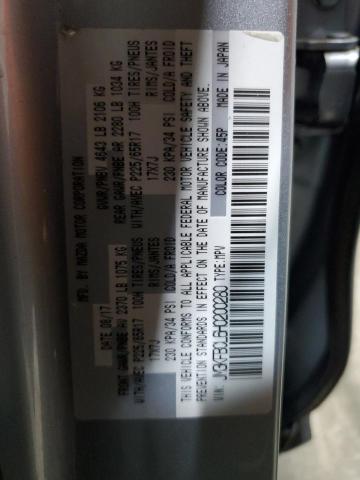 MFD. BY MAZDA MOTOR CORPORATION
DATE: 08/17 GVWR/PNBV 4643 LB 2106 KG
FRONT GAWR/PNBE AV 2370 LB 1075 KG REAR GAWR/PNBE AR 2280 LB 1034 KG
WITH/AVEC P225/65R17 100H TIRES/PNEUS WITH/AVEC P225/65R17 100H TIRES/PNEUS
17X7J RIMS/JANTES 17X7J RIMS/JANTES
230 KPA/34 PSI COLD/A FROID 230 KPA/34 PSI COLD/A FROID
THIS VEHICLE CONFORMS TO ALL APPLICABLE FEDERAL MOTOR VEHICLE SAFETY AND THEFT
PREVENTION STANDARDS IN EFFECT ON THE DATE OF MANUFACTURE SHOWN ABOVE.
COLOR CODE: 45P MADE IN JAPAN
TYPE: MPV